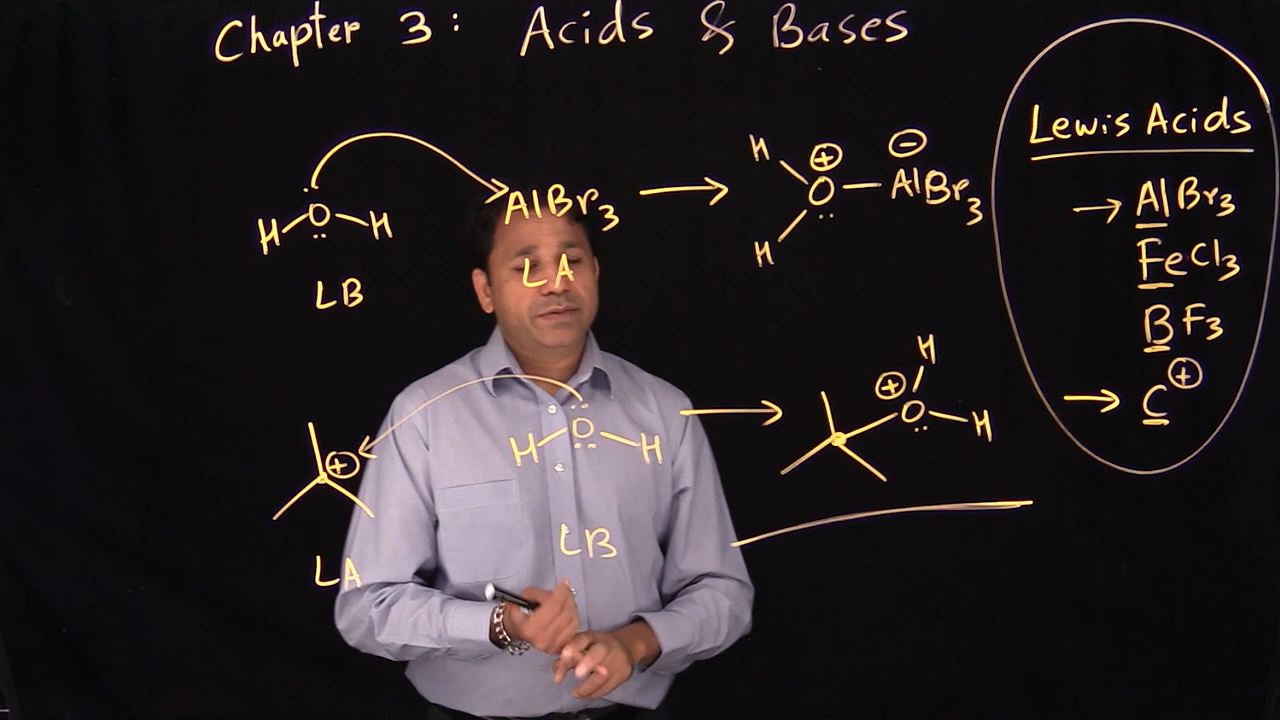 Chapter 3: Acids & Bases
H O H
AlBr3
H ⊕ O H
⊖ AlBr3
LB
LA
⊕
H O H
⊕ O H H
LA
LB
Lewis Acids
→ AlBr3
FeCl3
BF3
→ C⊕